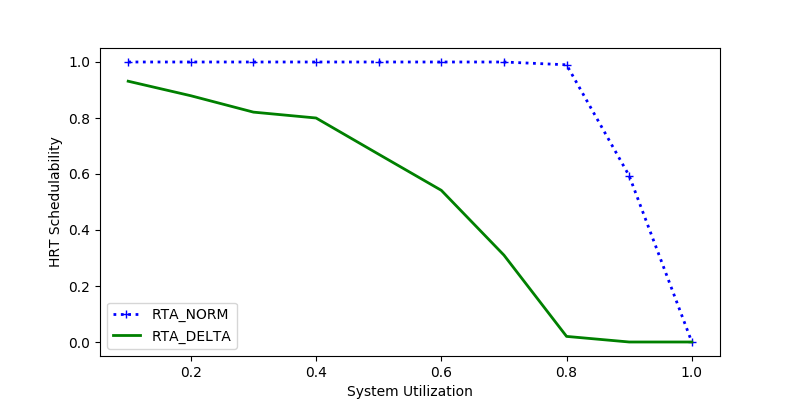 1.0
0.8
0.6
0.4
0.2
0.0
HRT Schedulability
RTA_NORM
RTA_DELTA
0.2 0.4 0.6 0.8 1.0
System Utilization